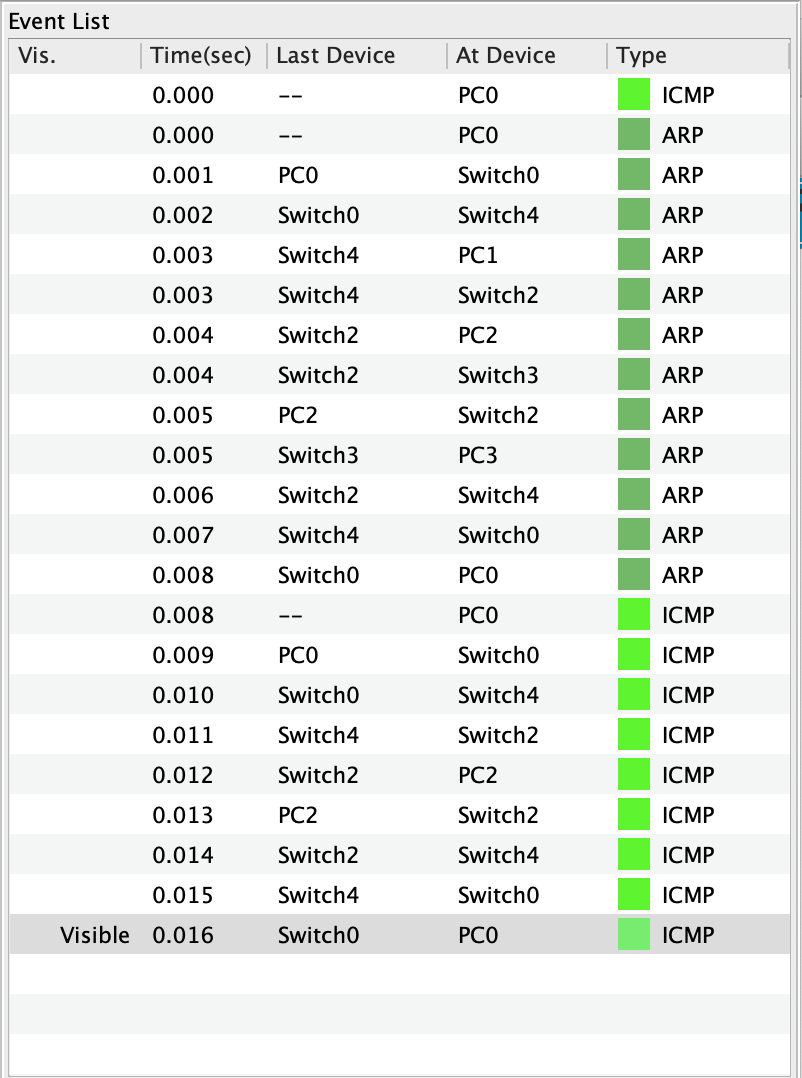 Event List
Vis. Time(sec) Last Device At Device Type
0.000 -- PC0 ICMP
0.000 -- PC0 ARP
0.001 PC0 Switch0 ARP
0.002 Switch0 Switch4 ARP
0.003 Switch4 PC1 ARP
0.003 Switch4 Switch2 ARP
0.004 Switch2 PC2 ARP
0.004 Switch2 Switch3 ARP
0.005 PC2 Switch2 ARP
0.005 Switch3 PC3 ARP
0.006 Switch2 Switch4 ARP
0.007 Switch4 Switch0 ARP
0.008 Switch0 PC0 ARP
0.008 -- PC0 ICMP
0.009 PC0 Switch0 ICMP
0.010 Switch0 Switch4 ICMP
0.011 Switch4 Switch2 ICMP
0.012 Switch2 PC2 ICMP
0.013 PC2 Switch2 ICMP
0.014 Switch2 Switch4 ICMP
0.015 Switch4 Switch0 ICMP
Visible 0.016 Switch0 PC0 ICMP